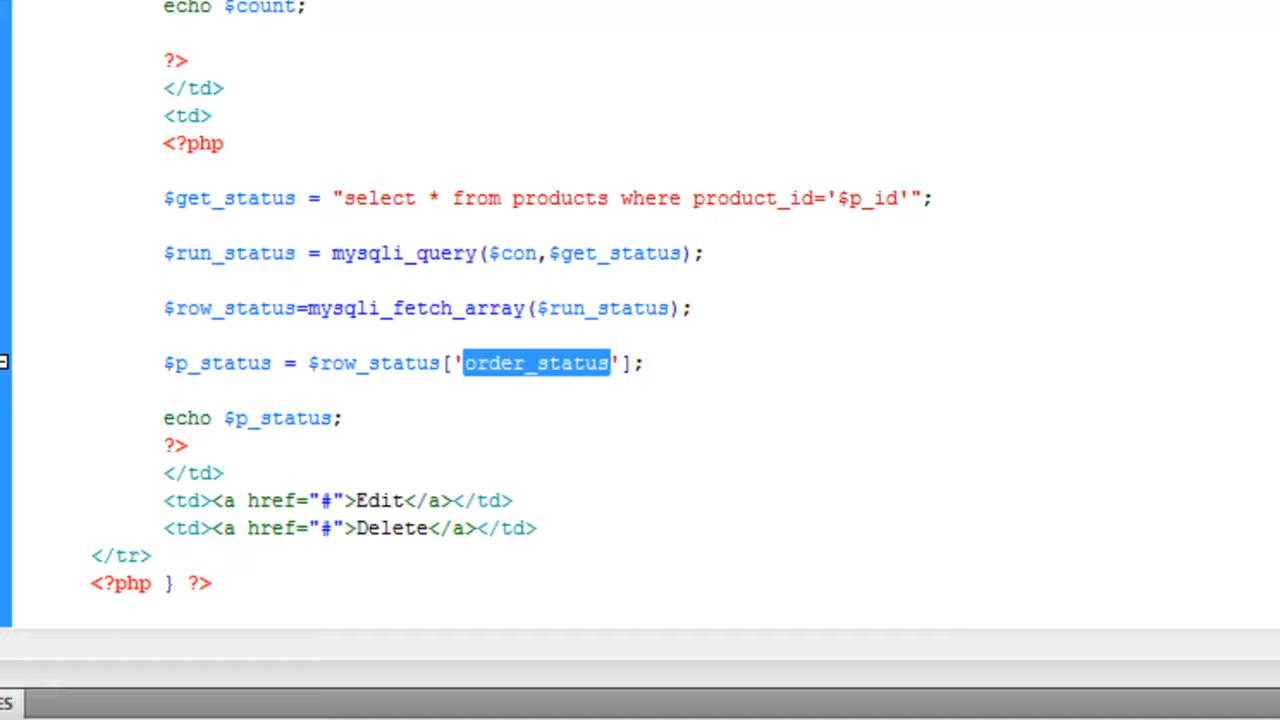 echo $count;
?>
</td>
<td>
<?php
$get_status = "select * from products where product_id='$p_id'";
$run_status = mysqli_query($con,$get_status);
$row_status=mysqli_fetch_array($run_status);
$p_status = $row_status['order_status'];
echo $p_status;
?>
</td>
<td><a href="#">Edit</a></td>
<td><a href="#">Delete</a></td>
</tr>
<?php } ?>
ES